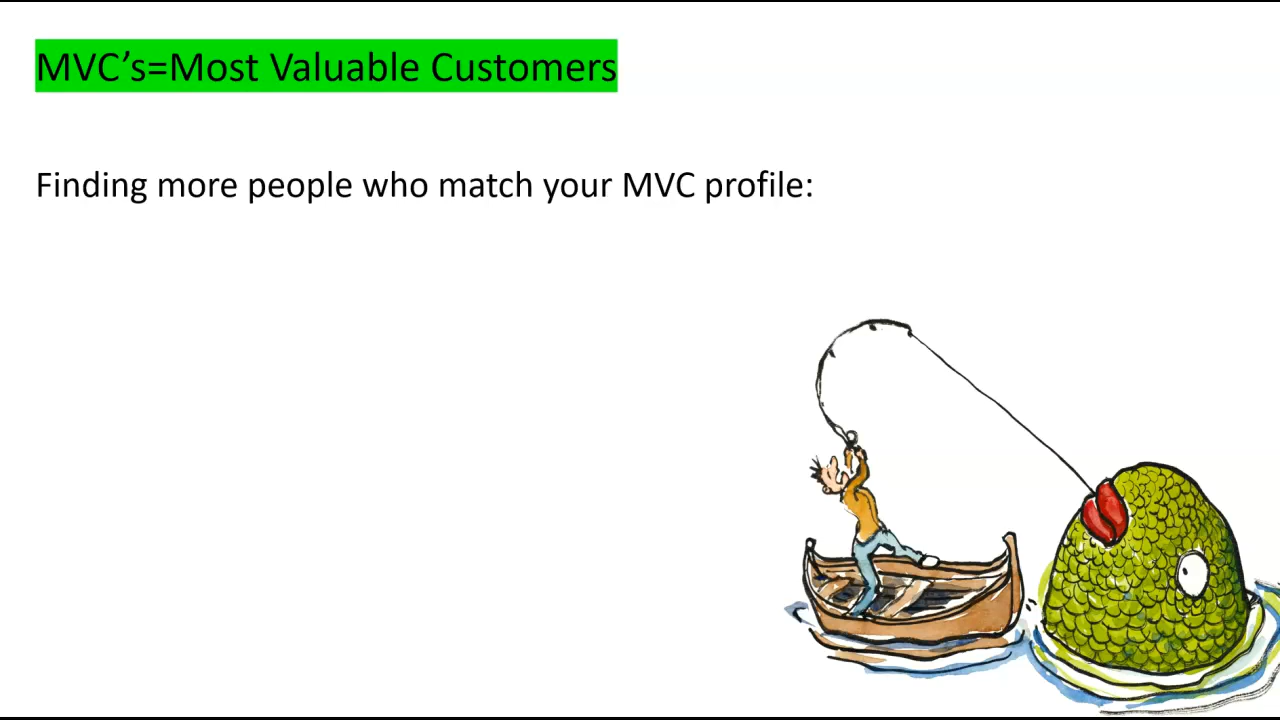 MVC’s=Most Valuable Customers
Finding more people who match your MVC profile: